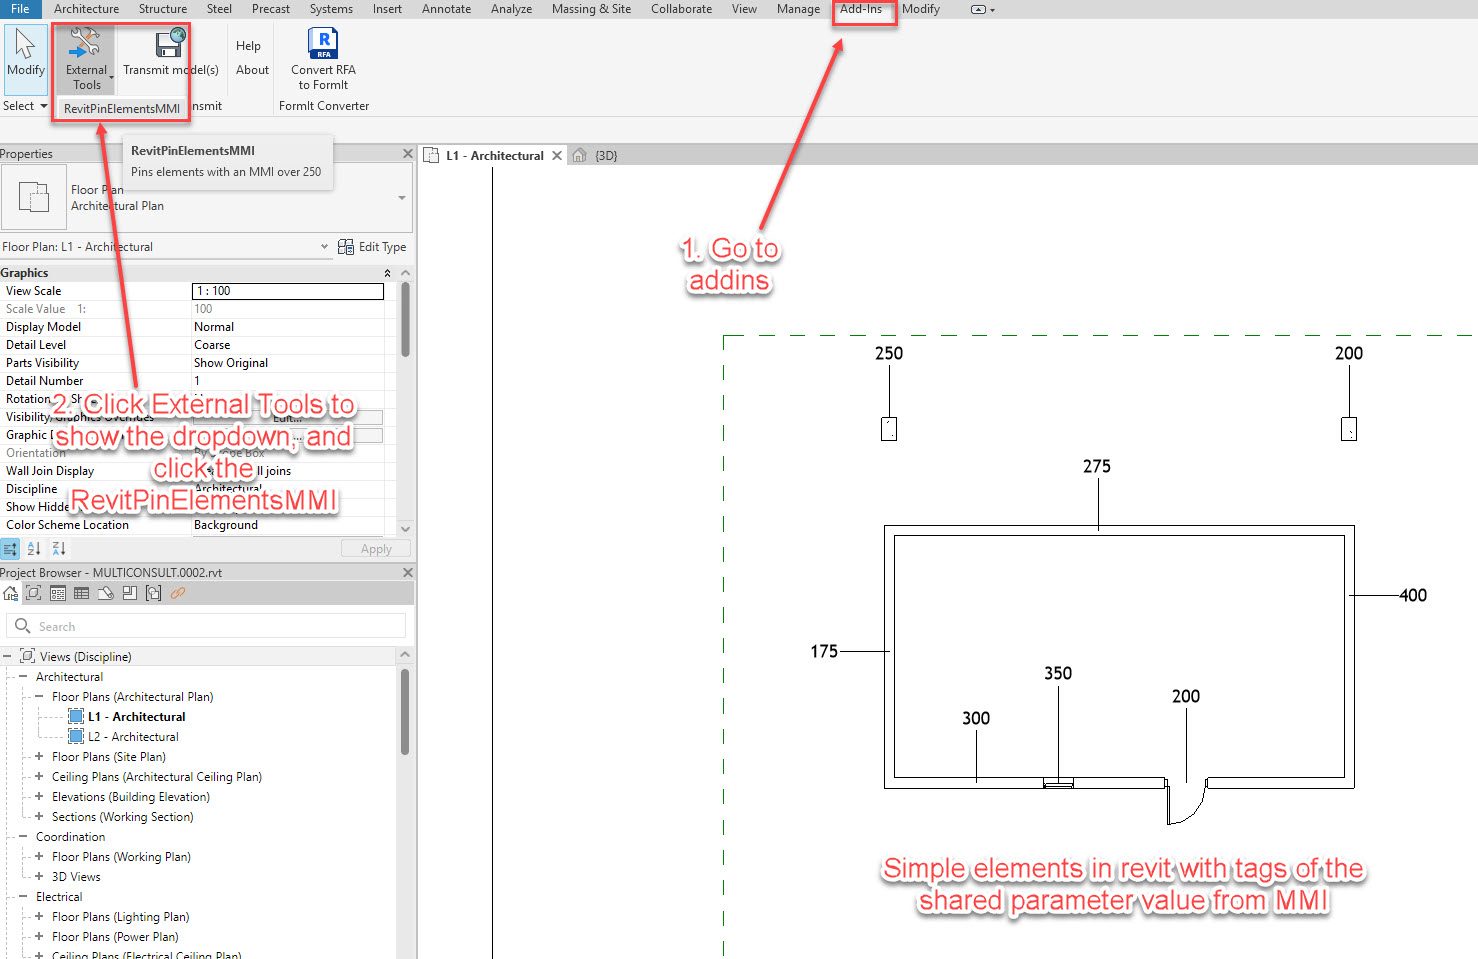 File Architecture Structure Steel Precast Systems Insert Annotate Analyze Massing & Site Collaborate View Manage Add-Ins Modify
Modify
External
Tools
Transmit model(s)
Help
About
Convert RFA
to FormIt
R
RFA
Select
RevitPinElementsMMI
nsmit
FormIt Converter
RevitPinElementsMMI
Pins elements with an MMI over 250
Properties
Floor Plan
Architectural Plan
Floor Plan: L1 - Architectural
Edit Type
Graphics
View Scale 1 : 100
Scale Value 1: 100
Display Model Normal
Detail Level Coarse
Parts Visibility Show Original
Detail Number 1
Rotation
Visibility/Graphics Overrides Edit...
Graphic
Orientation By Scope Box
Wall Join Display ll joins
Discipline Architectural
Show Hidde
Color Scheme Location Background
Apply
2. Click External Tools to
show the dropdown, and
click the
RevitPinElementsMMI
Project Browser - MULTICONSULT.0002.rvt
Search
Views (Discipline)
Architectural
Floor Plans (Architectural Plan)
L1 - Architectural
L2 - Architectural
Floor Plans (Site Plan)
Ceiling Plans (Architectural Ceiling Plan)
Elevations (Building Elevation)
Sections (Working Section)
Coordination
Floor Plans (Working Plan)
3D Views
Electrical
Floor Plans (Lighting Plan)
Floor Plans (Power Plan)
Ceiling Plans (Electrical Ceiling Plan)
L1 - Architectural
{3D}
1. Go to
addins
250
200
275
400
175
350
200
300
Simple elements in revit with tags of the
shared parameter value from MMI